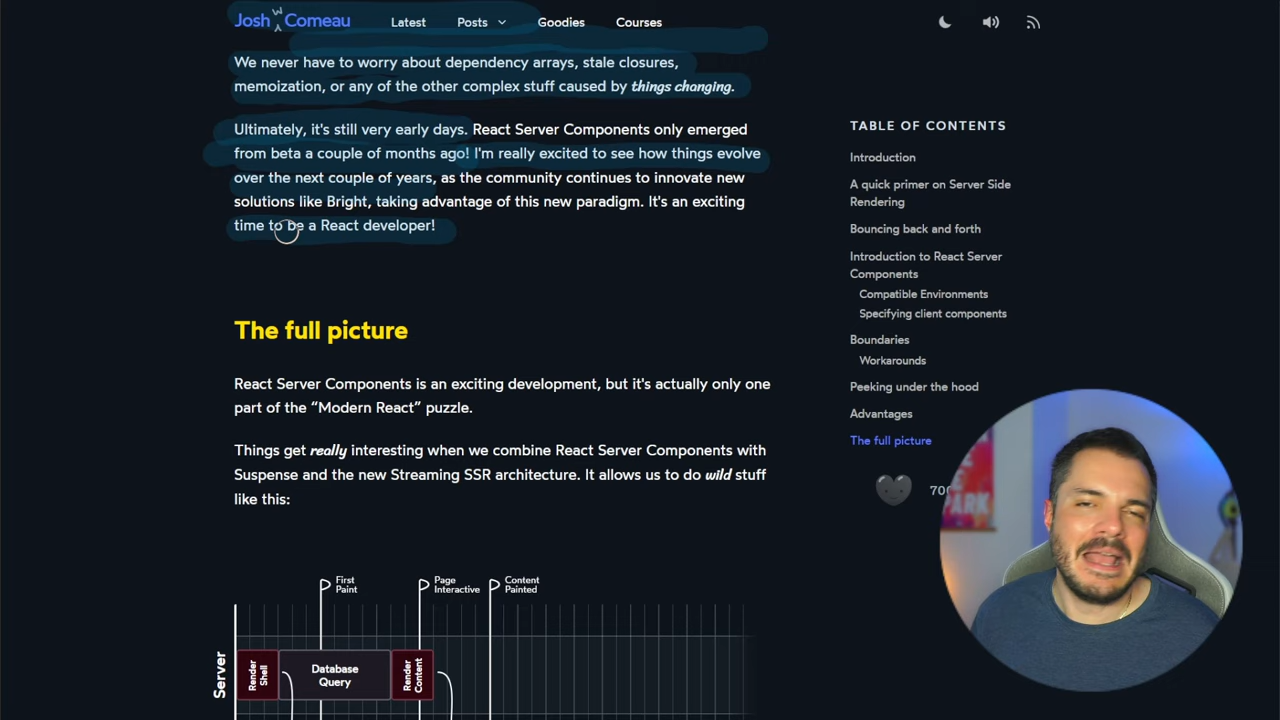 Josh W Comeau
Latest
Posts
Goodies
Courses
We never have to worry about dependency arrays, stale closures,
memoization, or any of the other complex stuff caused by things changing.
Ultimately, it's still very early days. React Server Components only emerged
from beta a couple of months ago! I'm really excited to see how things evolve
over the next couple of years, as the community continues to innovate new
solutions like Bright, taking advantage of this new paradigm. It's an exciting
time to be a React developer!
The full picture
React Server Components is an exciting development, but it's actually only one
part of the “Modern React” puzzle.
Things get really interesting when we combine React Server Components with
Suspense and the new Streaming SSR architecture. It allows us to do wild stuff
like this:
First
Paint
Page
Interactive
Content
Painted
Server
Render
Shell
Database
Query
Render
Content
TABLE OF CONTENTS
Introduction
A quick primer on Server Side
Rendering
Bouncing back and forth
Introduction to React Server
Components
Compatible Environments
Specifying client components
Boundaries
Workarounds
Peeking under the hood
Advantages
The full picture
PARK